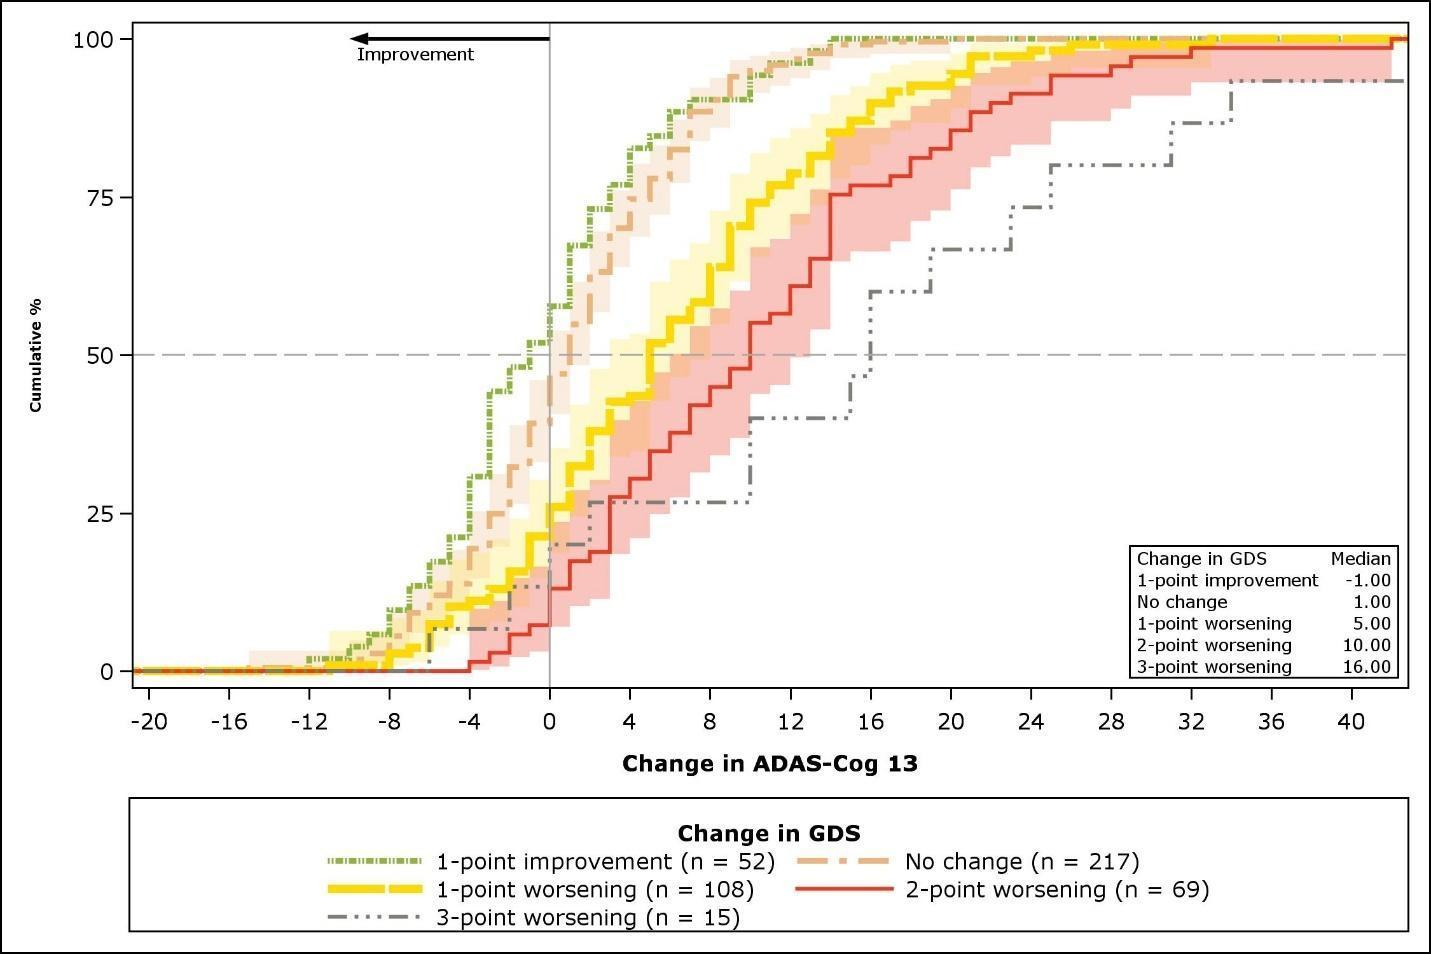 Improvement
100
75
50
25
0
Cumulative %
-20 -16 -12 -8 -4 0 4 8 12 16 20 24 28 32 36 40
Change in ADAS-Cog 13
Change in GDS Median
1-point improvement -1.00
No change 1.00
1-point worsening 5.00
2-point worsening 10.00
3-point worsening 16.00
Change in GDS
1-point improvement (n = 52) No change (n = 217)
1-point worsening (n = 108) 2-point worsening (n = 69)
3-point worsening (n = 15)